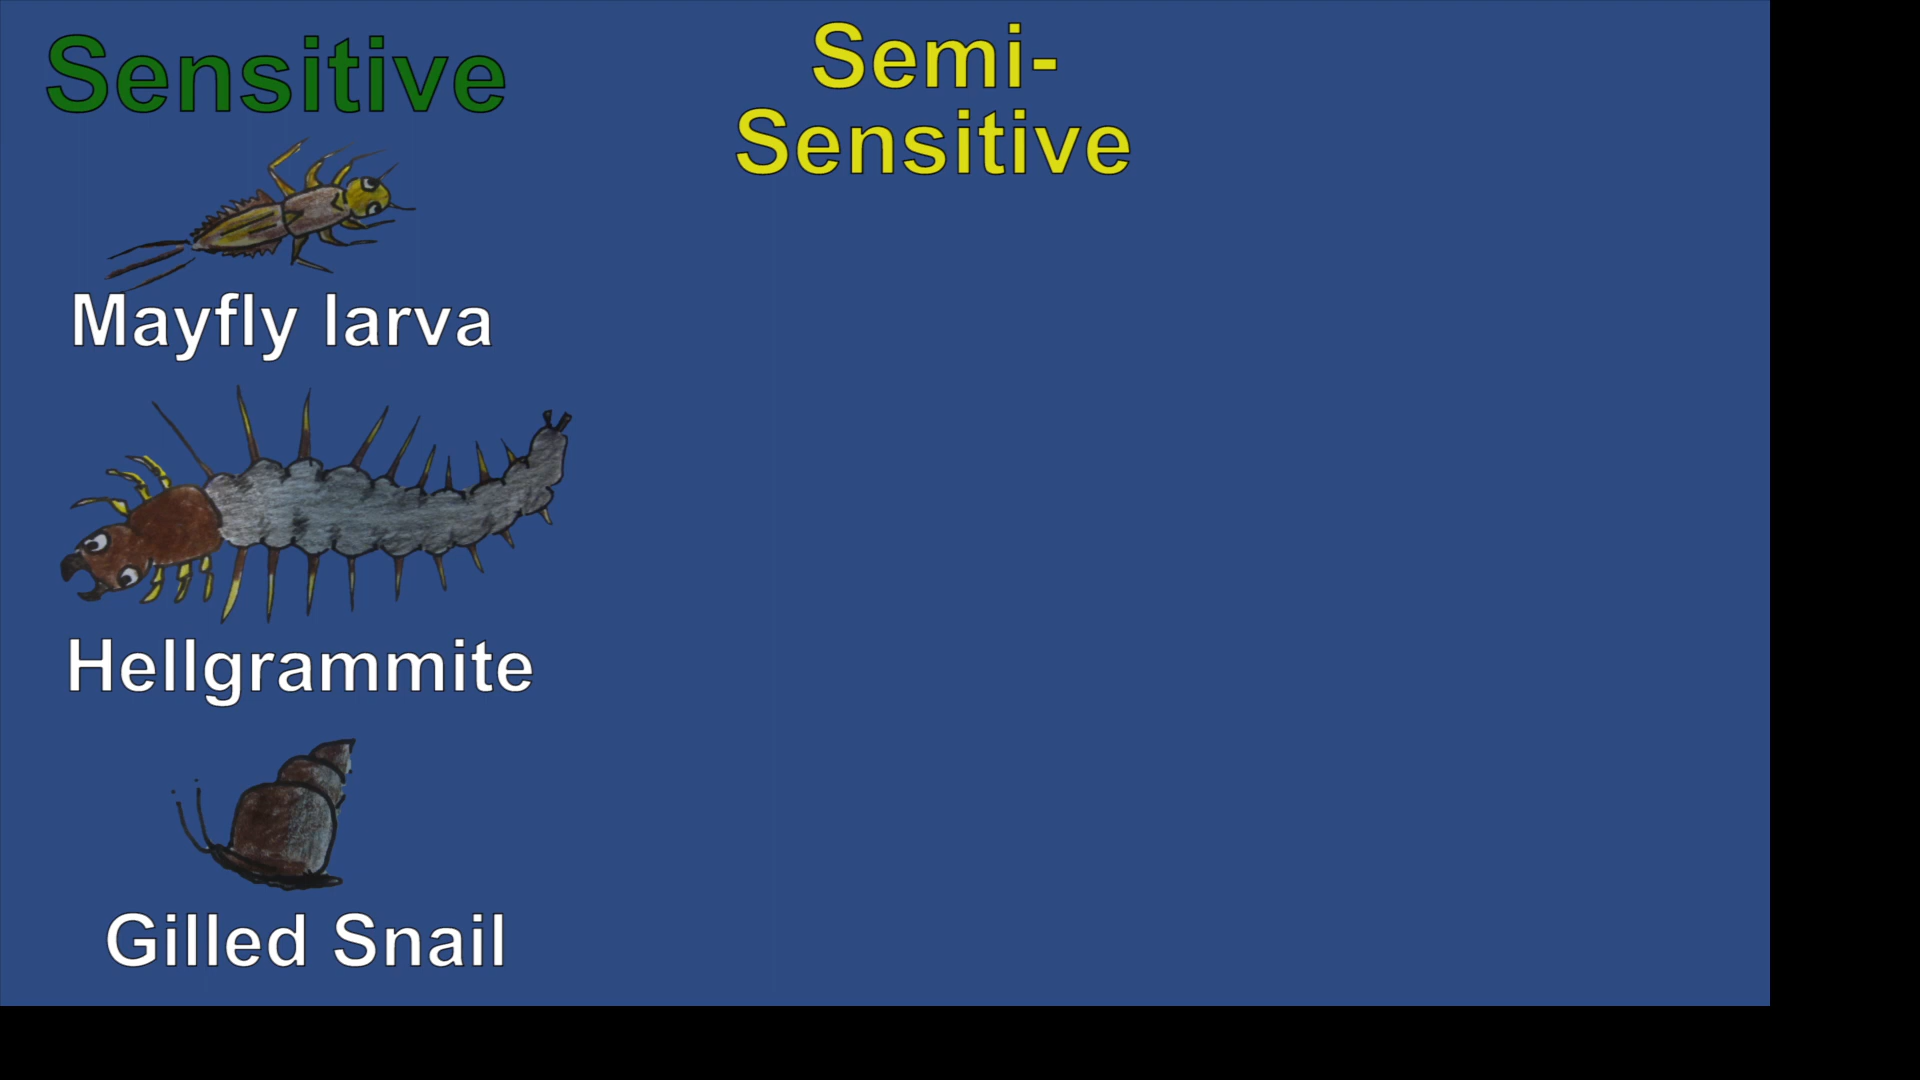 Sensitive
Mayfly larva
Hellgrammite
Gilled Snail
Semi-
Sensitive